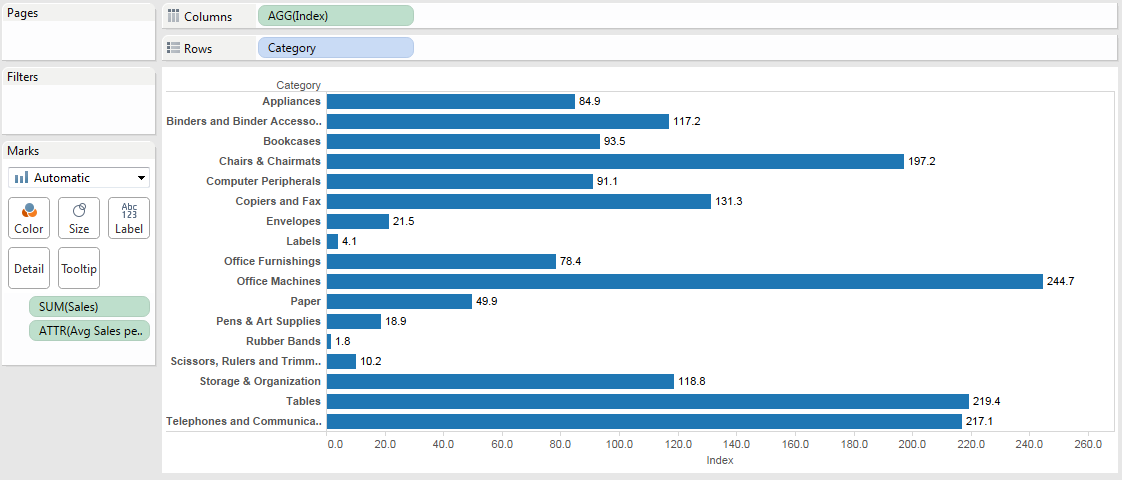 Pages
Columns
AGG(Index)
Rows
Category
Filters
Marks
Automatic
Color
Size
Abc
123
Label
Detail
Tooltip
SUM(Sales)
ATTR(Avg Sales pe..
Category
Appliances 84.9
Binders and Binder Accesso.. 117.2
Bookcases 93.5
Chairs & Chairmats 197.2
Computer Peripherals 91.1
Copiers and Fax 131.3
Envelopes 21.5
Labels 4.1
Office Furnishings 78.4
Office Machines 244.7
Paper 49.9
Pens & Art Supplies 18.9
Rubber Bands 1.8
Scissors, Rulers and Trimm.. 10.2
Storage & Organization 118.8
Tables 219.4
Telephones and Communica.. 217.1
0.0 20.0 40.0 60.0 80.0 100.0 120.0 140.0 160.0 180.0 200.0 220.0 240.0 260.0
Index